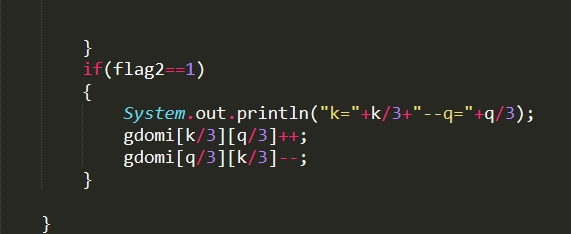 }
if(flag2==1)
{
System.out.println("k="+k/3+"--q="+q/3);
gdomi[k/3][q/3]++;
gdomi[q/3][k/3]--;
}
}